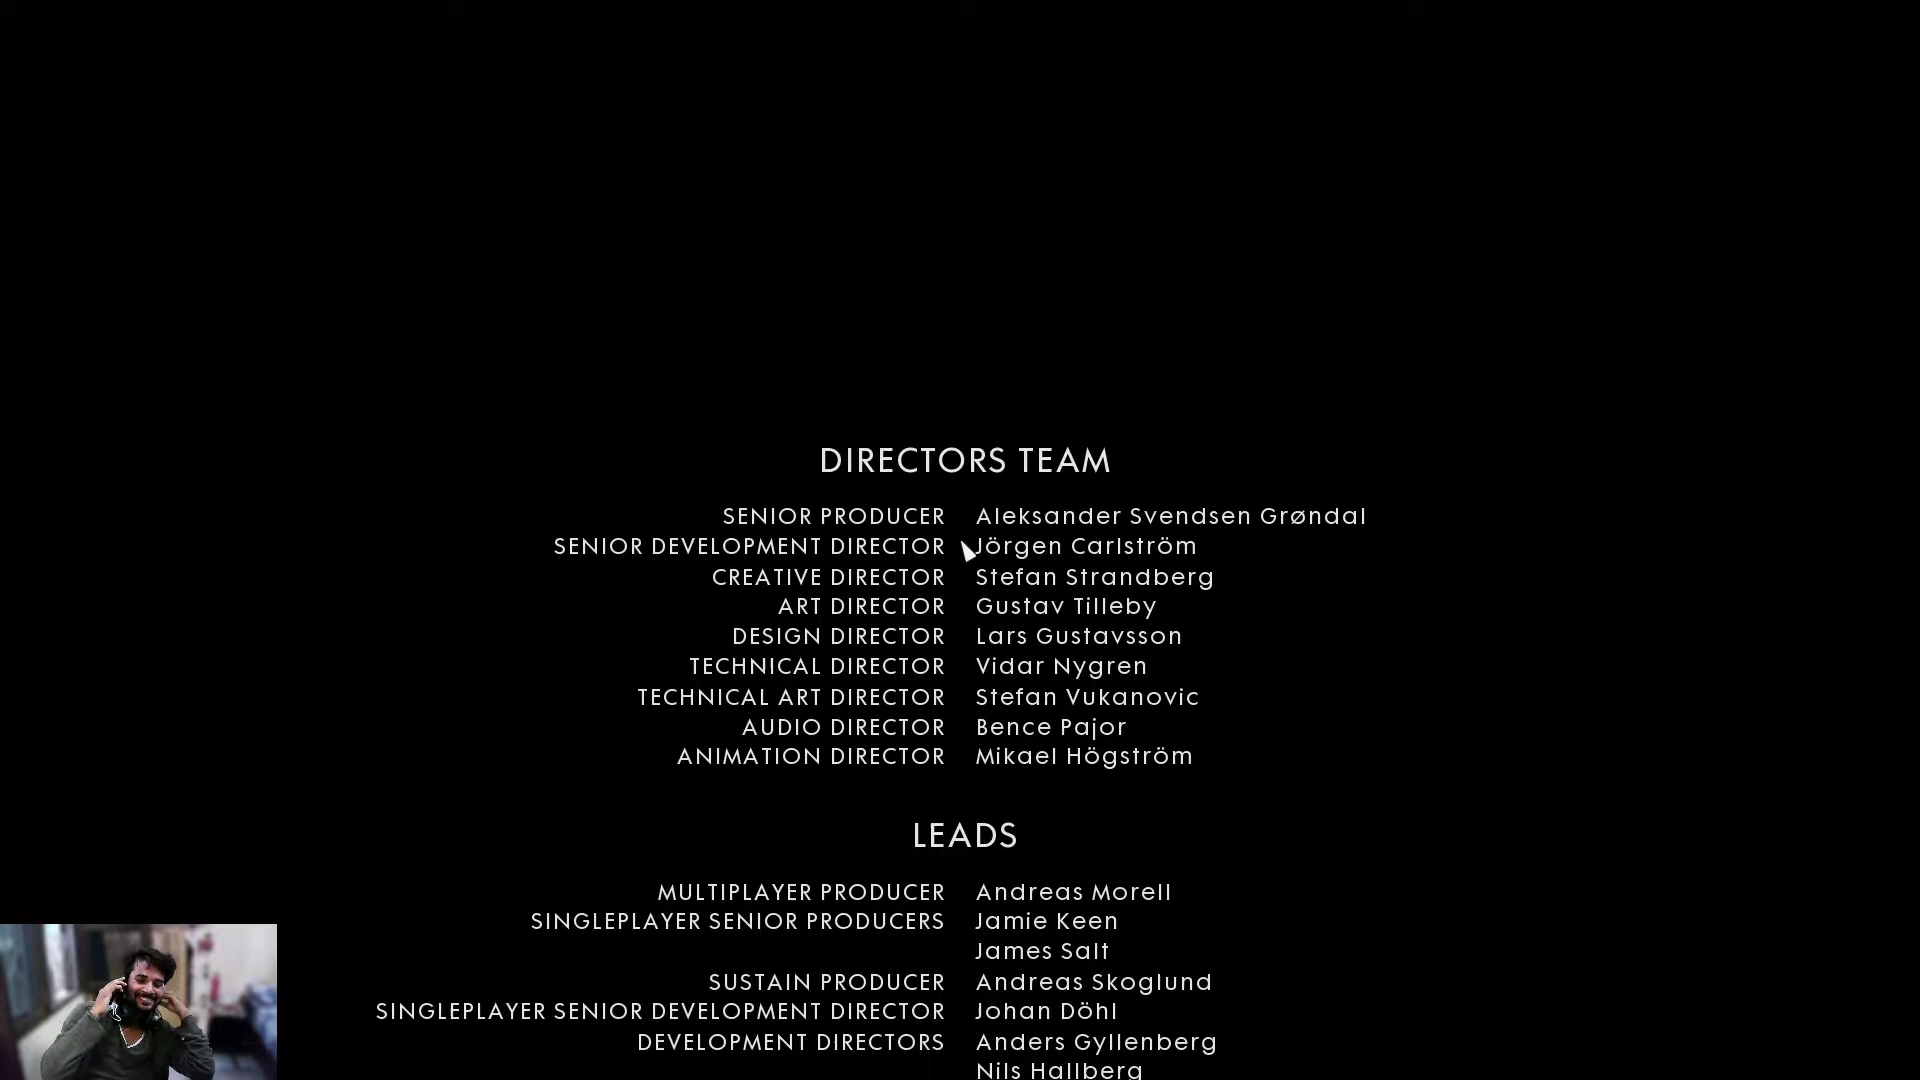 DIRECTORS TEAM
SENIOR PRODUCER Aleksander Svendsen Grøndal
SENIOR DEVELOPMENT DIRECTOR Jörgen Carlström
CREATIVE DIRECTOR Stefan Strandberg
ART DIRECTOR Gustav Tilleby
DESIGN DIRECTOR Lars Gustavsson
TECHNICAL DIRECTOR Vidar Nygren
TECHNICAL ART DIRECTOR Stefan Vukanovic
AUDIO DIRECTOR Bence Pajor
ANIMATION DIRECTOR Mikael Högström
LEADS
MULTIPLAYER PRODUCER Andreas Morell
SINGLEPLAYER SENIOR PRODUCERS Jamie Keen
James Salt
SUSTAIN PRODUCER Andreas Skoglund
SINGLEPLAYER SENIOR DEVELOPMENT DIRECTOR Johan Döhl
DEVELOPMENT DIRECTORS Anders Gyllenberg
Nils Hallberg